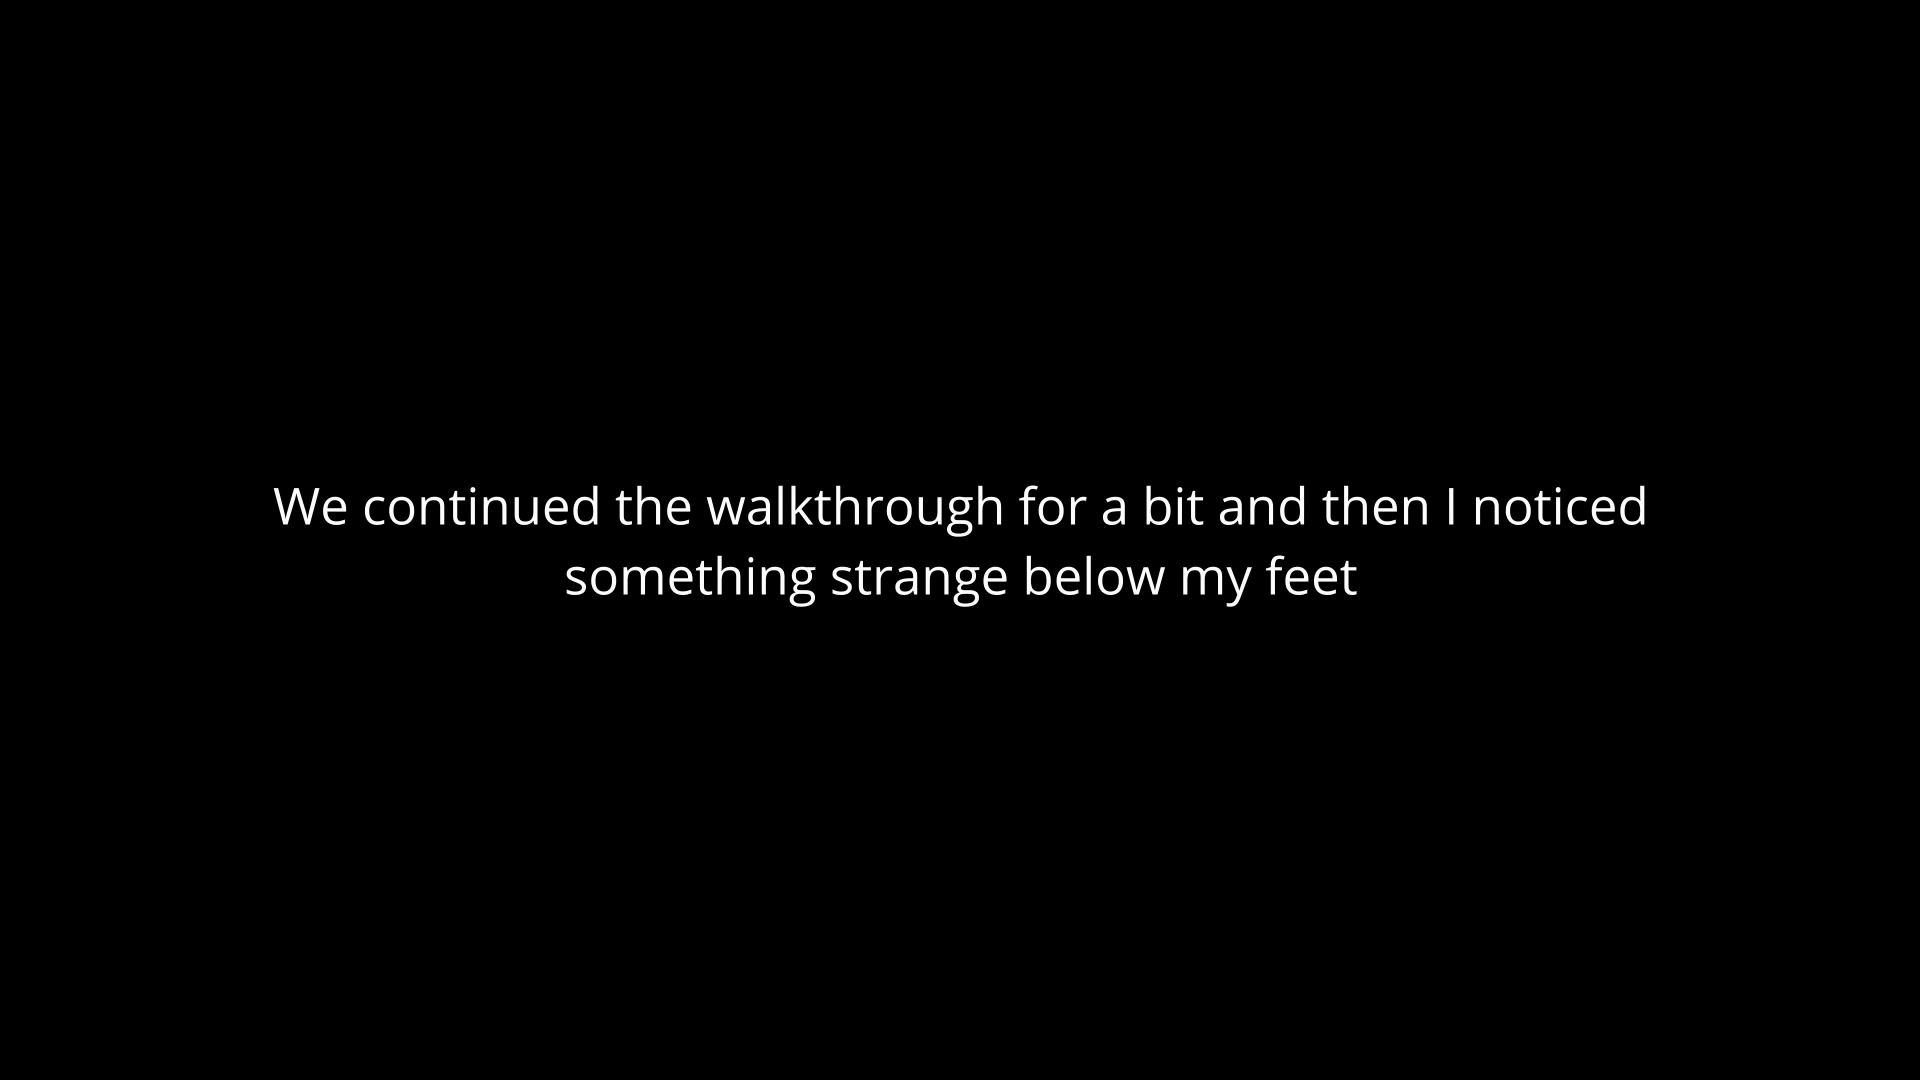 We continued the walkthrough for a bit and then I noticed
something strange below my feet